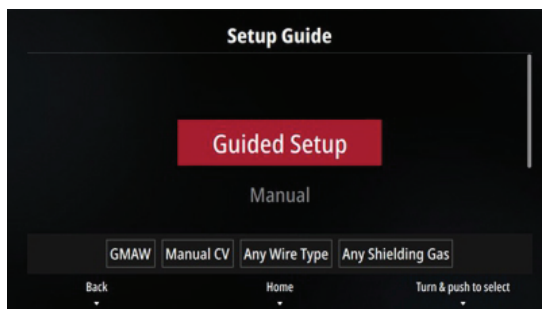 Setup Guide
Guided Setup
Manual
GMAW Manual CV Any Wire Type Any Shielding Gas
Back Home Turn & push to select